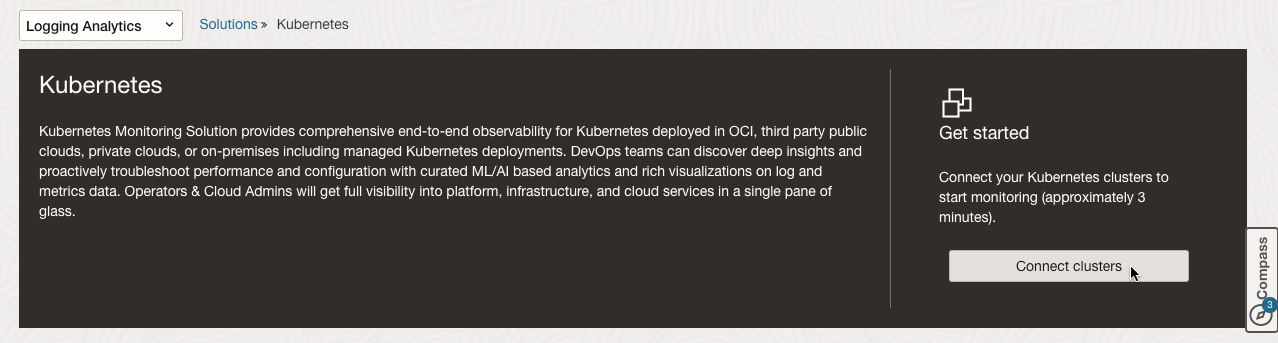 Logging Analytics
Solutions » Kubernetes
Kubernetes
Kubernetes Monitoring Solution provides comprehensive end-to-end observability for Kubernetes deployed in OCI, third party public
clouds, private clouds, or on-premises including managed Kubernetes deployments. DevOps teams can discover deep insights and
proactively troubleshoot performance and configuration with curated ML/AI based analytics and rich visualizations on log and
metrics data. Operators & Cloud Admins will get full visibility into platform, infrastructure, and cloud services in a single pane of
glass.
Get started
Connect your Kubernetes clusters to
start monitoring (approximately 3
minutes).
Connect clusters
Compass
3